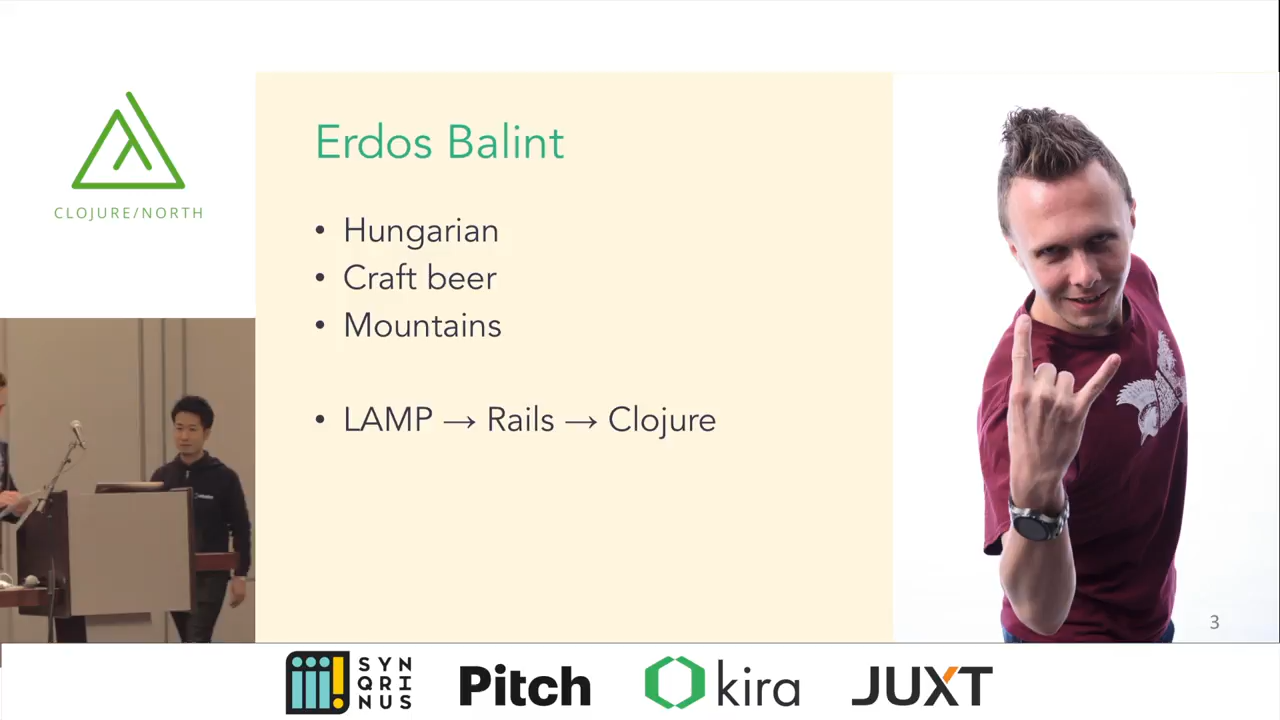 CLOJURE/NORTH
Erdos Balint
• Hungarian
• Craft beer
• Mountains
• LAMP → Rails → Clojure
3
SYN
QRI
NUS
Pitch
kira
JUXT